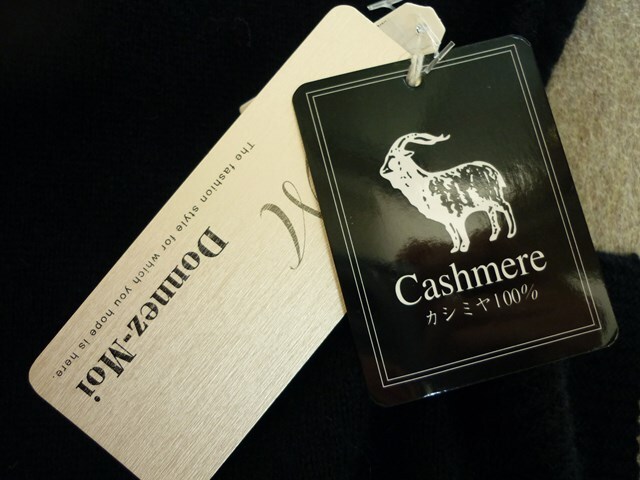 The fashion style for which you hope is here.
Donnez-Moi
Cashmere
カシミヤ100%